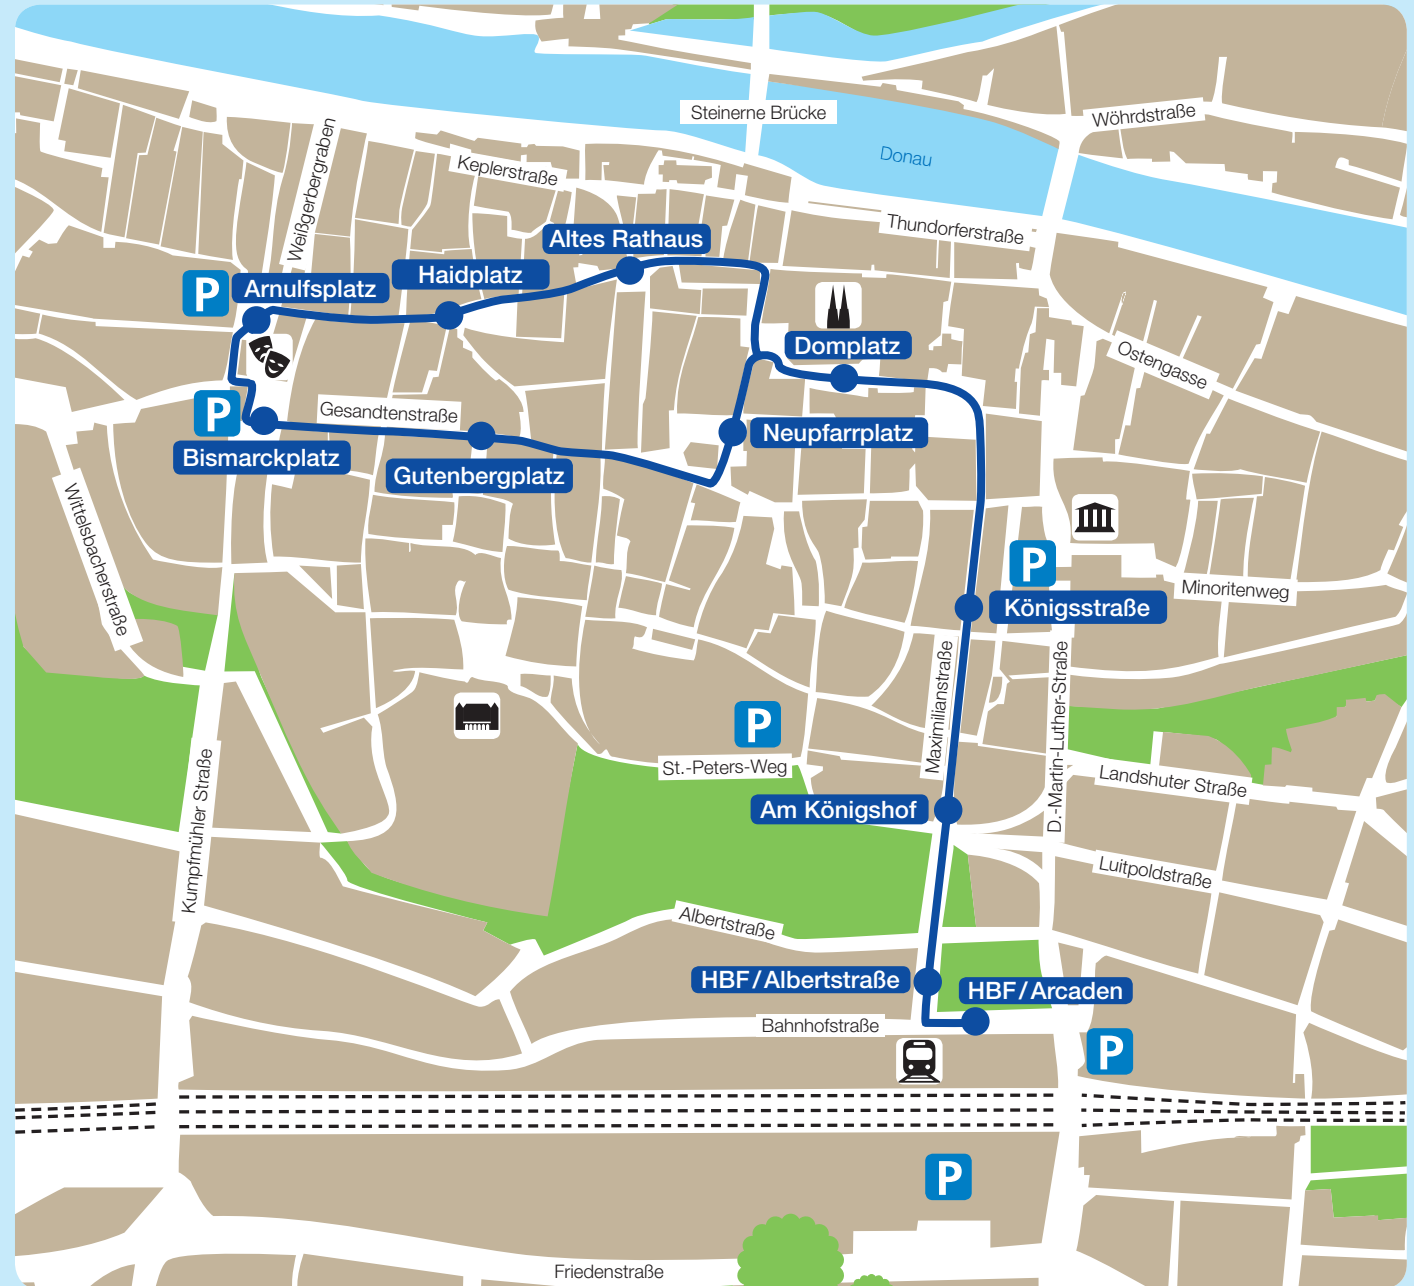 Steinerne Brücke
Wöhrdstraße
Donau
Weißgerbergraben
Keplerstraße
Thundorferstraße
Altes Rathaus
Haidplatz
P
Arnulfsplatz
Domplatz
Ostengasse
P
Gesandtenstraße
Neupfarrplatz
Bismarckplatz
Gutenbergplatz
Wittelsbacherstraße
P
Minoritenweg
Königsstraße
Maximilianstraße
D.-Martin-Luther-Straße
P
St.-Peters-Weg
Landshuter Straße
Kumpfmühler Straße
Am Königshof
Luitpoldstraße
Albertstraße
HBF/Albertstraße
HBF/Arcaden
Bahnhofstraße
P
P
Friedenstraße